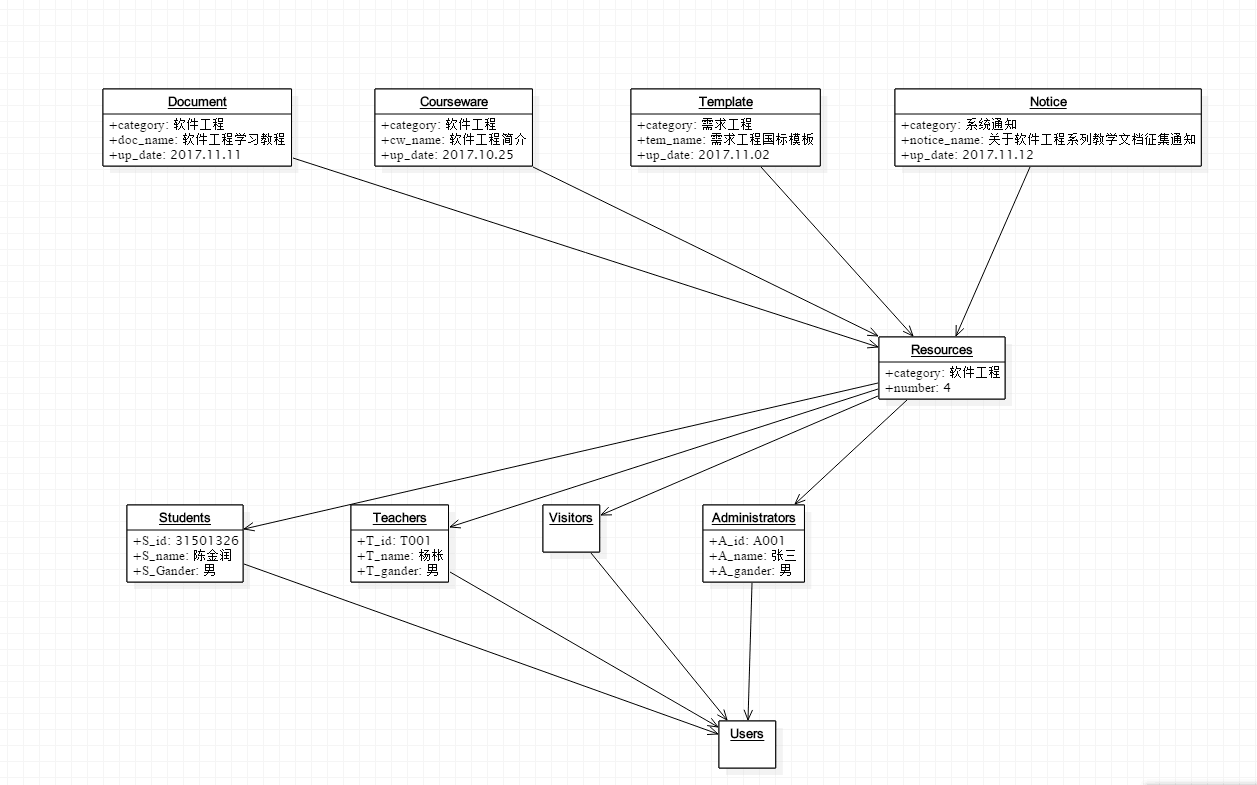 Document
+category: 软件工程
+doc_name: 软件工程学习教程
+up_date: 2017.11.11
Courseware
+category: 软件工程
+cw_name: 软件工程简介
+up_date: 2017.10.25
Template
+category: 需求工程
+tem_name: 需求工程国标模板
+up_date: 2017.11.02
Notice
+category: 系统通知
+notice_name: 关于软件工程系列教学文档征集通知
+up_date: 2017.11.12
Resources
+category: 软件工程
+number: 4
Students
+S_id: 31501326
+S_name: 陈金润
+S_Gander: 男
Teachers
+T_id: T001
+T_name: 杨枨
+T_gander: 男
Visitors
Administrators
+A_id: A001
+A_name: 张三
+A_gander: 男
Users